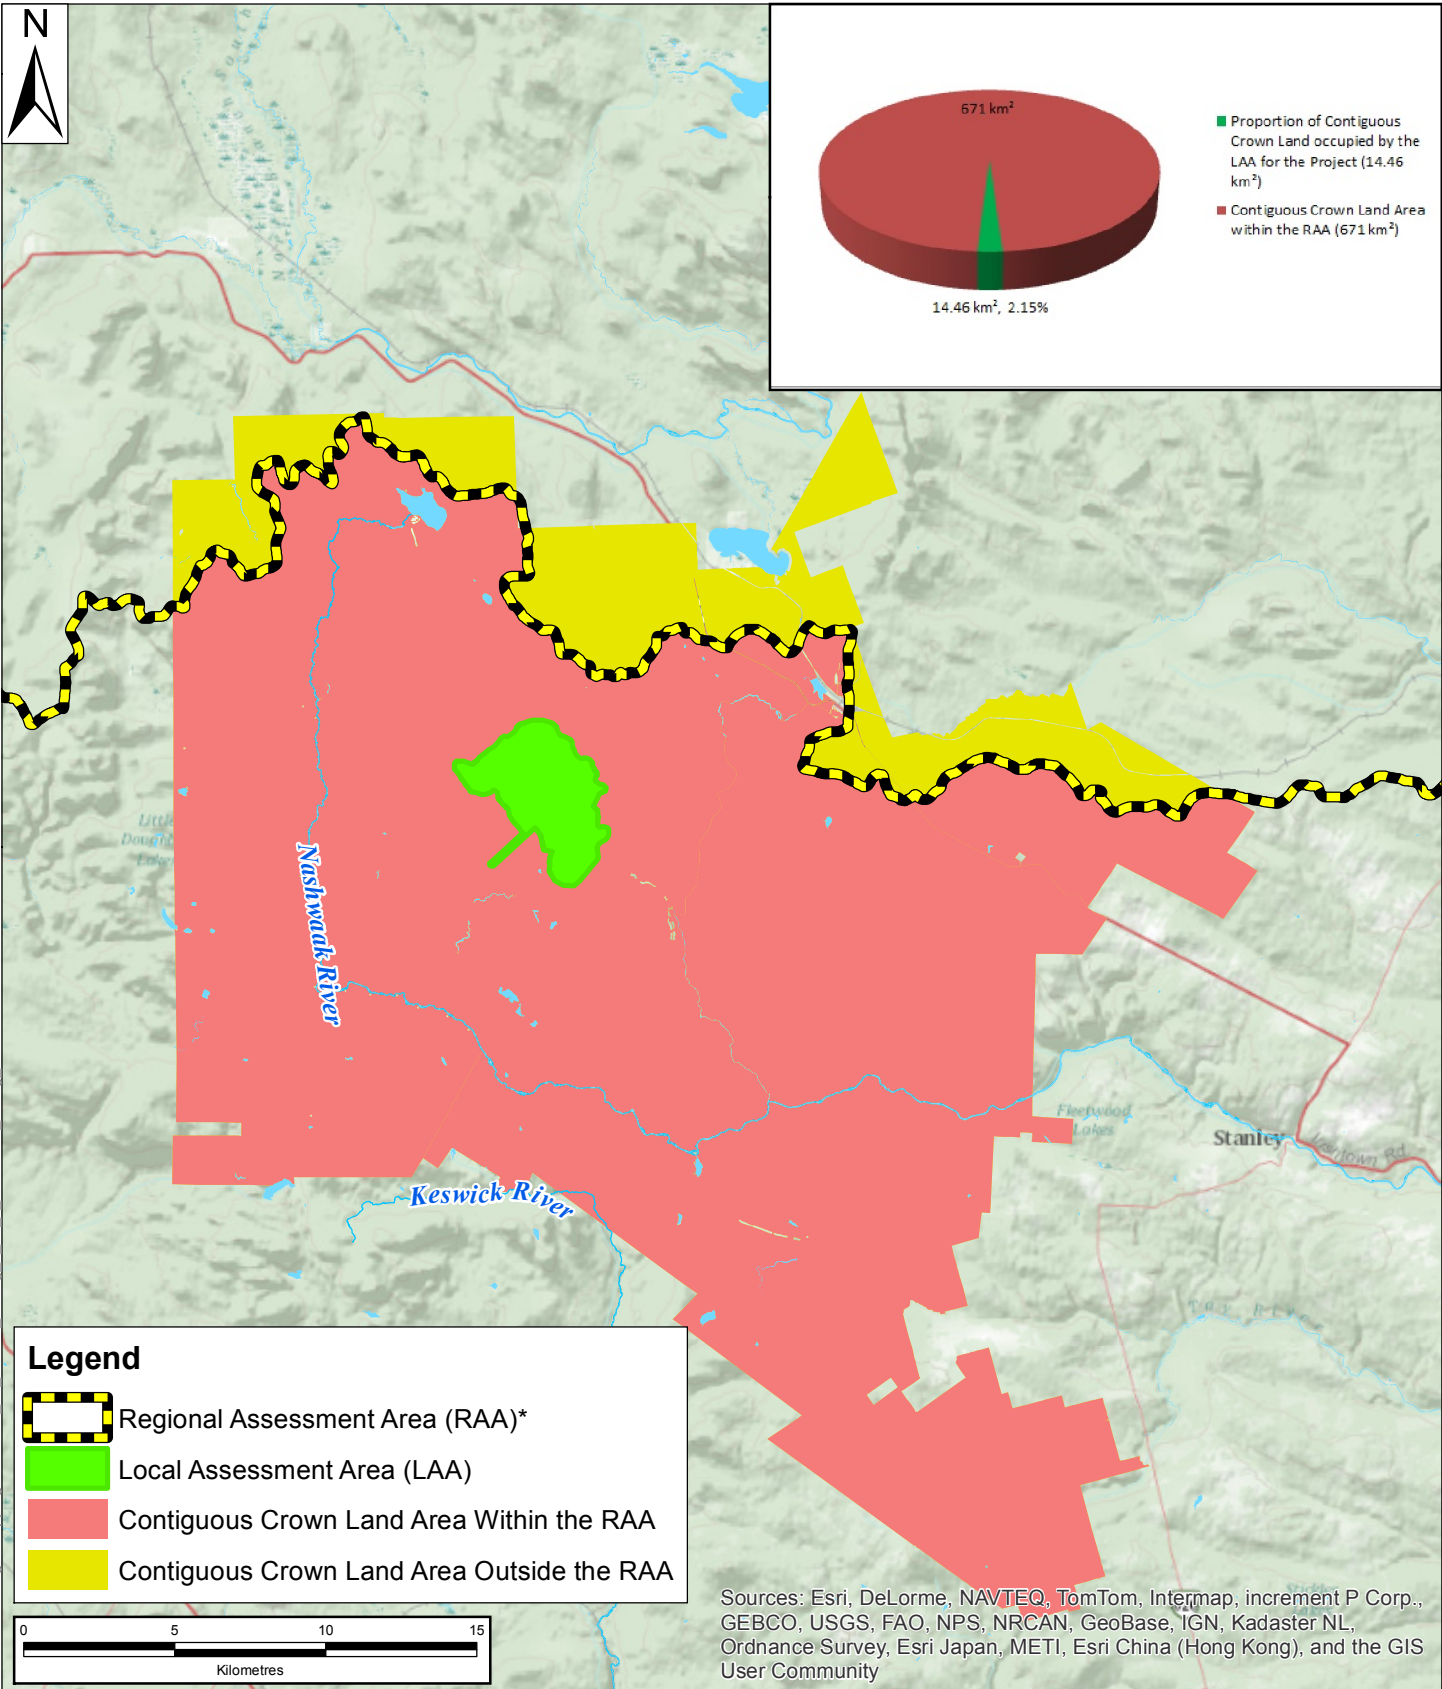 N
671 km²
14.46 km², 2.15%
Proportion of Contiguous
Crown Land occupied by the
LAA for the Project (14.46
km²)
Contiguous Crown Land Area
within the RAA (671 km²)
Little
Lake
Nashwaak River
Keswick River
Fleetwood
Lakes
Stanley
Legend
Regional Assessment Area (RAA)*
Local Assessment Area (LAA)
Contiguous Crown Land Area Within the RAA
Contiguous Crown Land Area Outside the RAA
0 5 10 15
Kilometres
Sources: Esri, DeLorme, NAVTEQ, TomTom, Intermap, increment P Corp.,
GEBCO, USGS, FAO, NPS, NRCAN, GeoBase, IGN, Kadaster NL,
Ordnance Survey, Esri Japan, METI, Esri China (Hong Kong), and the GIS
User Community